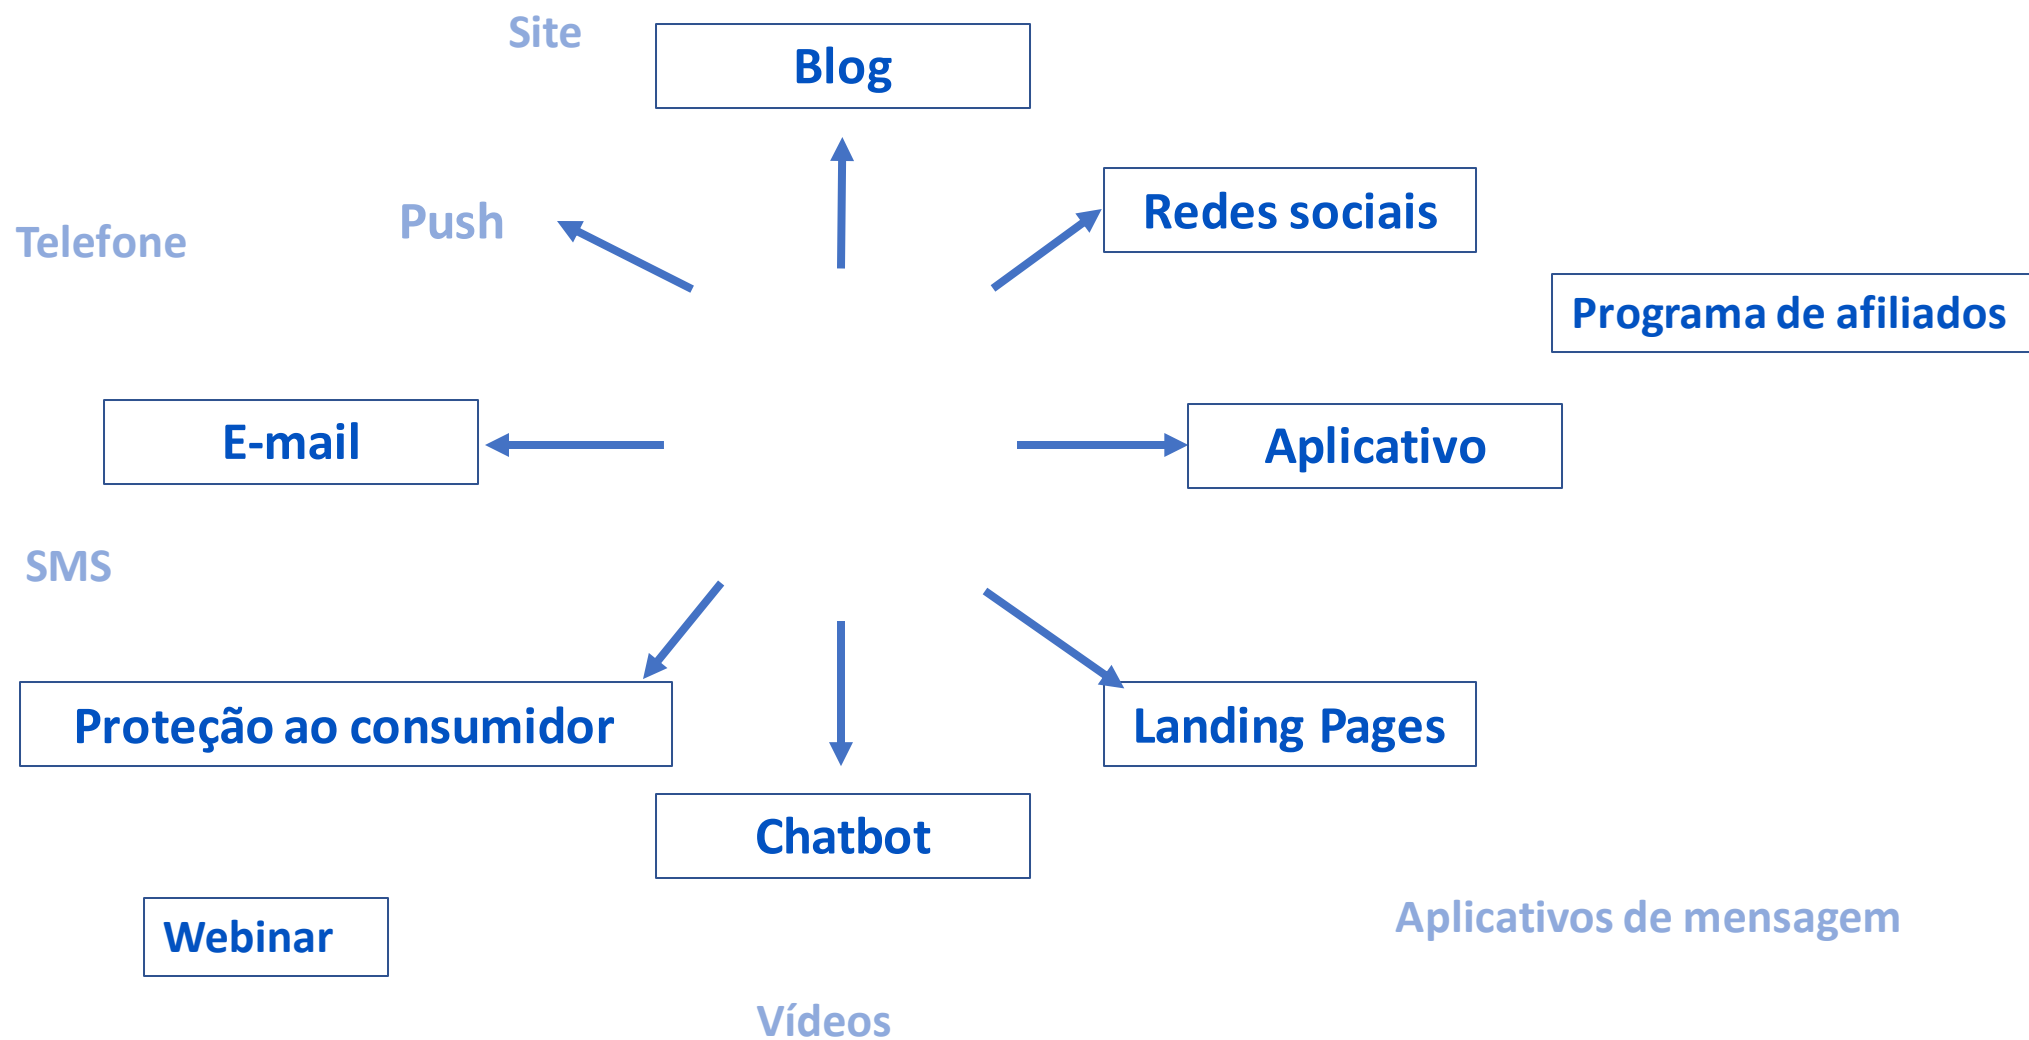 Site
Blog
Redes sociais
Push
Telefone
Programa de afiliados
E-mail
Aplicativo
SMS
Proteção ao consumidor
Landing Pages
Chatbot
Aplicativos de mensagem
Webinar
Vídeos